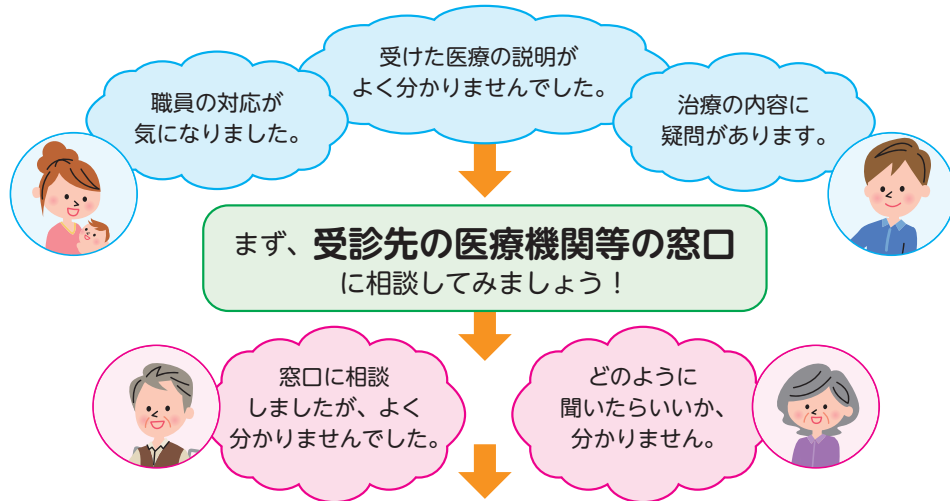 受けた医療の説明が
よく分かりませんでした。
職員の対応が
気になりました。
治療の内容に
疑問があります。
まず、受診先の医療機関等の窓口
に相談してみましょう！
窓口に相談
しましたが、よく
分かりませんでした。
どのように
聞いたらいいか、
分かりません。